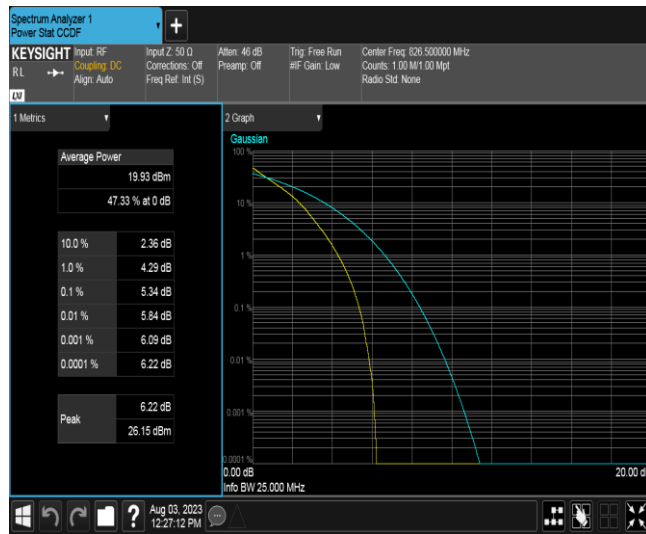 Spectrum Analyzer 1
Power Stat CCDF
+
KEYSIGHT
RL
LXI
Input: RF
Coupling: DC
Align: Auto
Input Z: 50 Ω
Corrections: Off
Freq Ref: Int (S)
Atten: 46 dB
Preamp: Off
Trig: Free Run
#IF Gain: Low
Center Freq: 826.500000 MHz
Counts: 1.00 M/1.00 Mpt
Radio Std: None
1 Metrics
Average Power
19.93 dBm
47.33 % at 0 dB
10.0 % 2.36 dB
1.0 % 4.29 dB
0.1 % 5.34 dB
0.01 % 5.84 dB
0.001 % 6.09 dB
0.0001 % 6.22 dB
Peak
6.22 dB
26.15 dBm
2 Graph
Gaussian
100 %
10 %
1 %
0.1 %
0.01 %
0.001 %
0.0001 %
0.00 dB
20.00 d
Info BW 25.000 MHz
?
Aug 03, 2023
12:27:12 PM